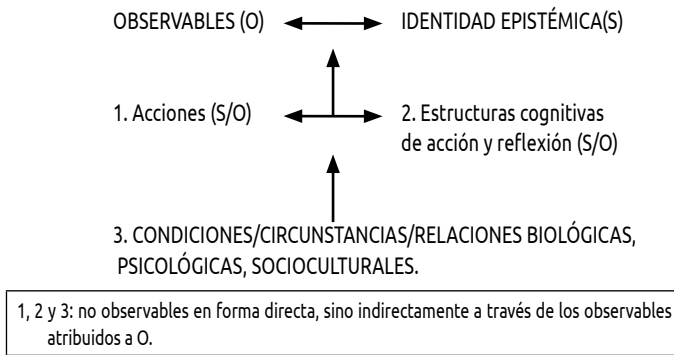 OBSERVABLES (O) IDENTIDAD EPISTÉMICA(S)
1. Acciones (S/O) 2. Estructuras cognitivas
de acción y reflexión (S/O)
3. CONDICIONES/CIRCUNSTANCIAS/RELACIONES BIOLÓGICAS,
PSICOLÓGICAS, SOCIOCULTURALES.
1, 2 y 3: no observables en forma directa, sino indirectamente a través de los observables
atribuidos a O.